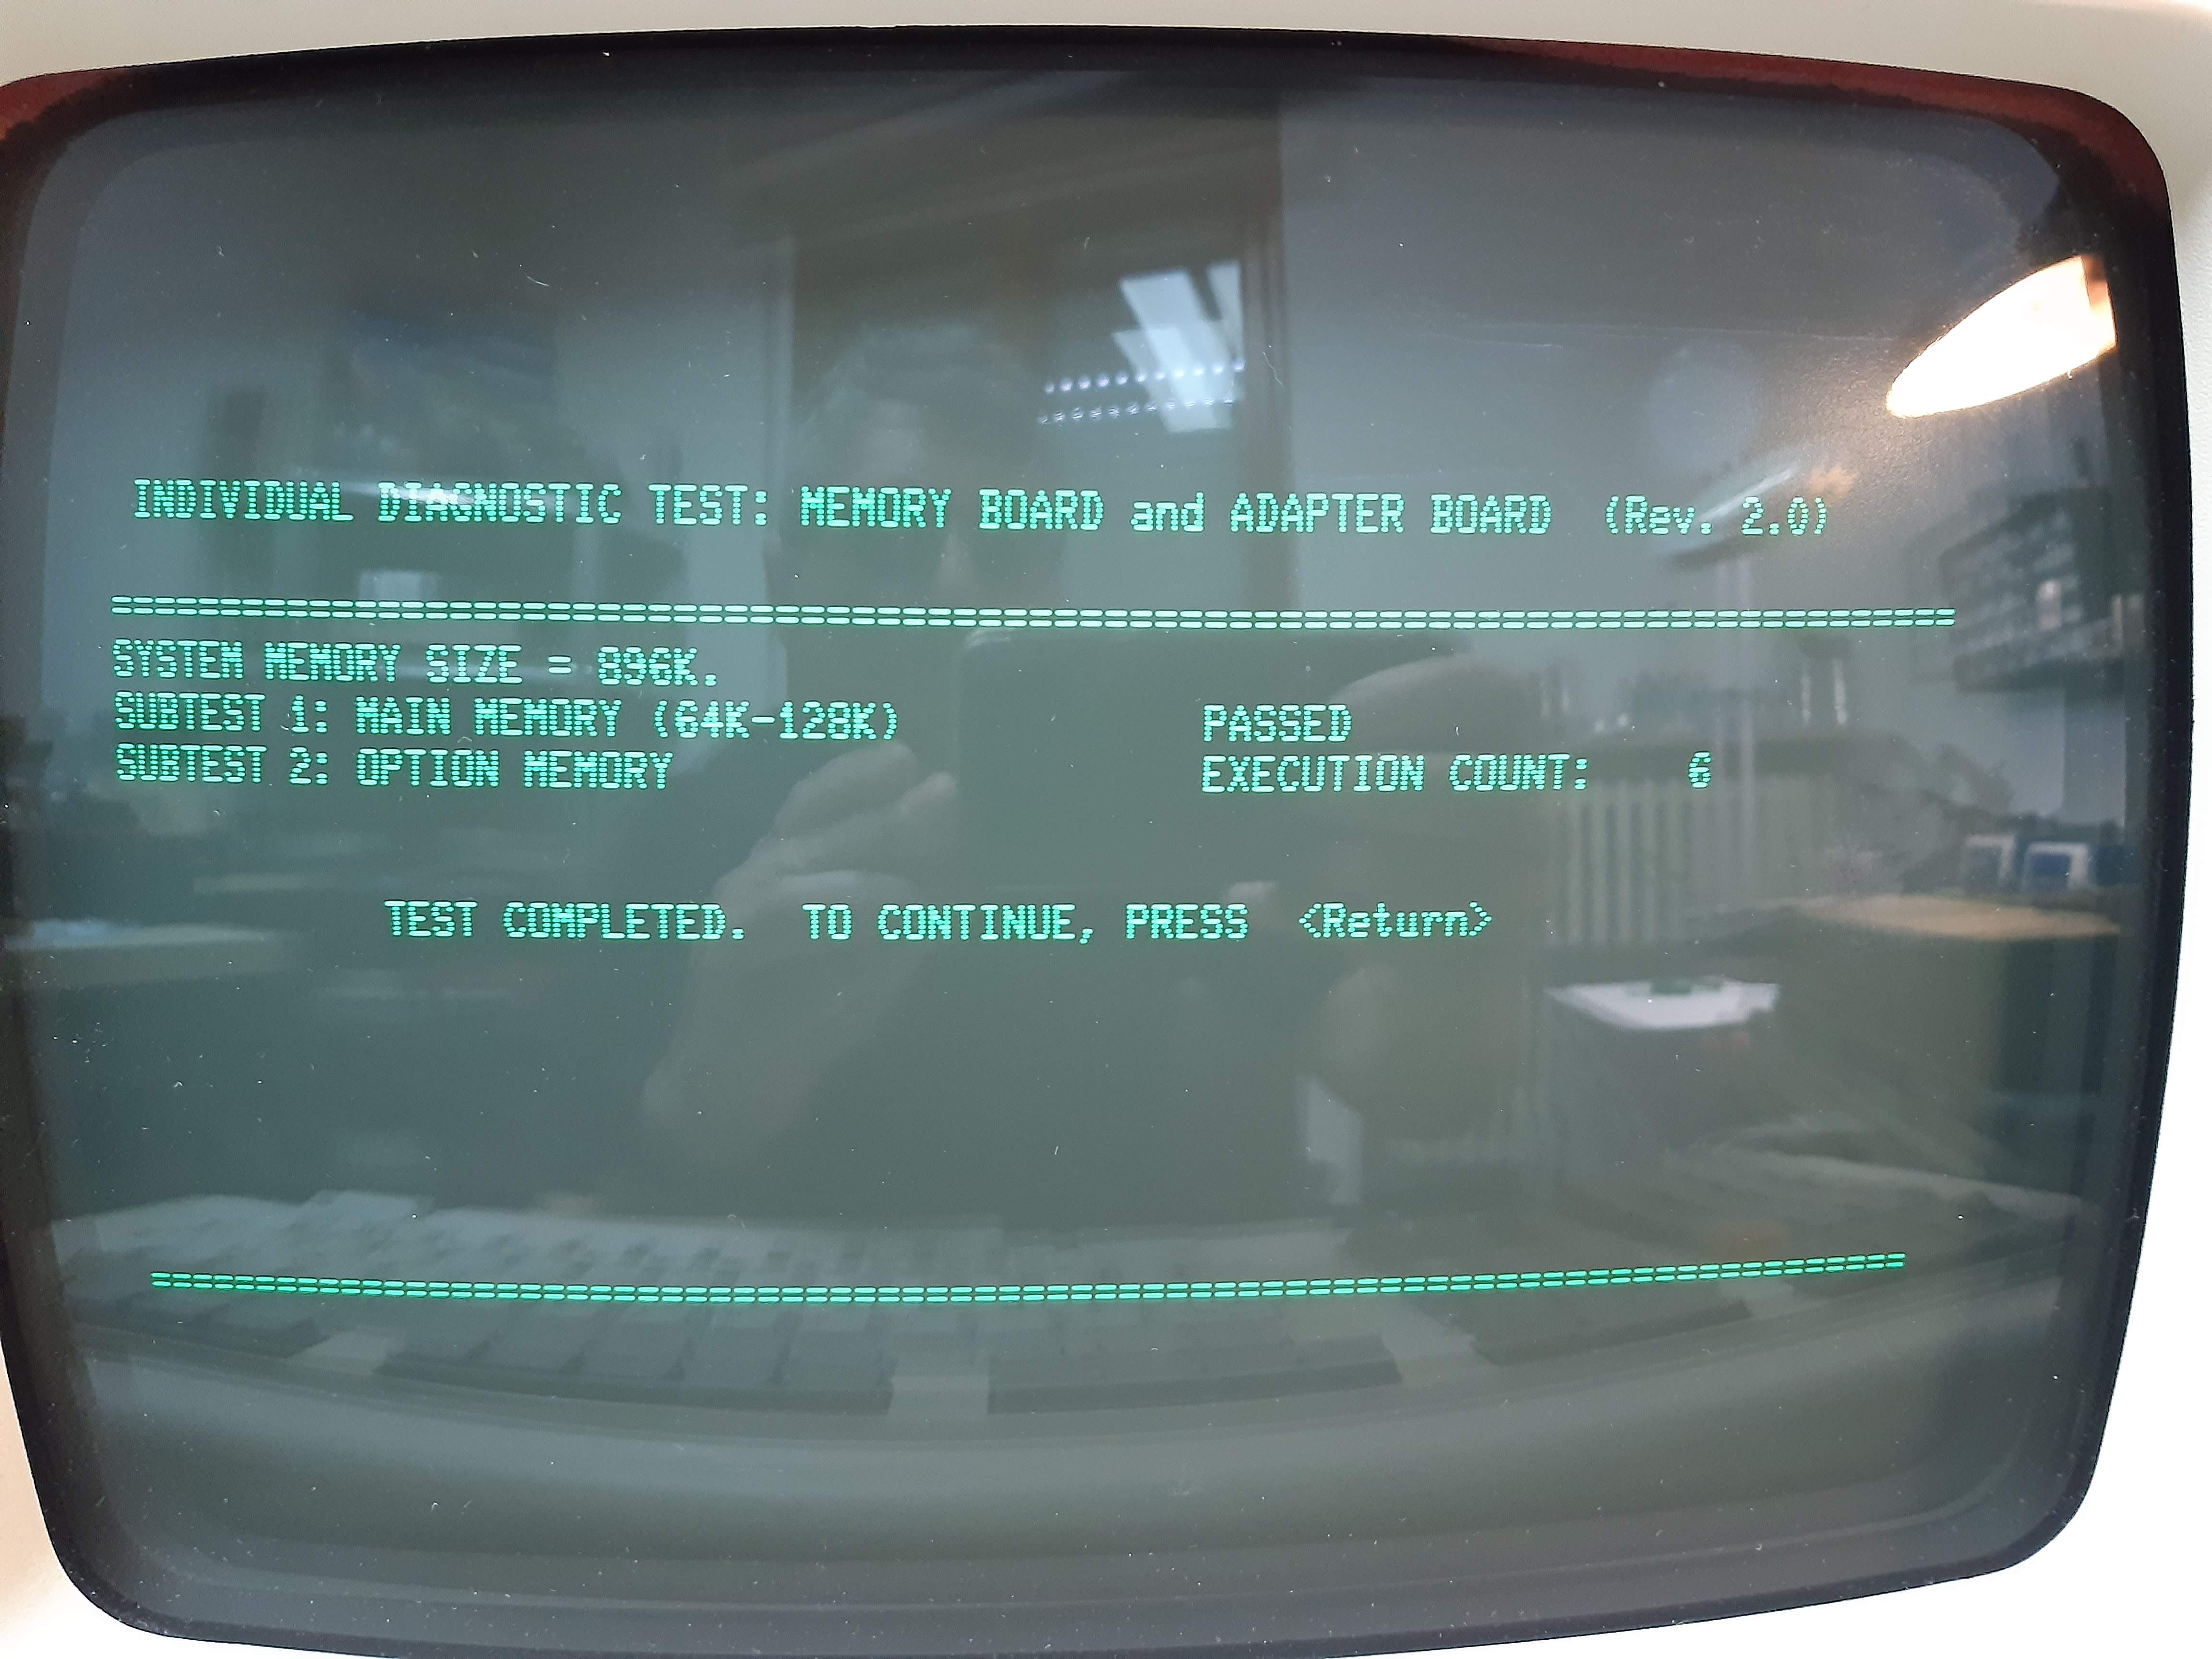 INDIVIDUAL DIAGNOSTIC TEST: MEMORY BOARD and ADAPTER BOARD (Rev. 2.0)
==========================================================================================
SYSTEM MEMORY SIZE = 896K.
SUBTEST 1: MAIN MEMORY (64K-128K) PASSED
SUBTEST 2: OPTION MEMORY EXECUTION COUNT: 6
TEST COMPLETED. TO CONTINUE, PRESS <Return>
==========================================================================================